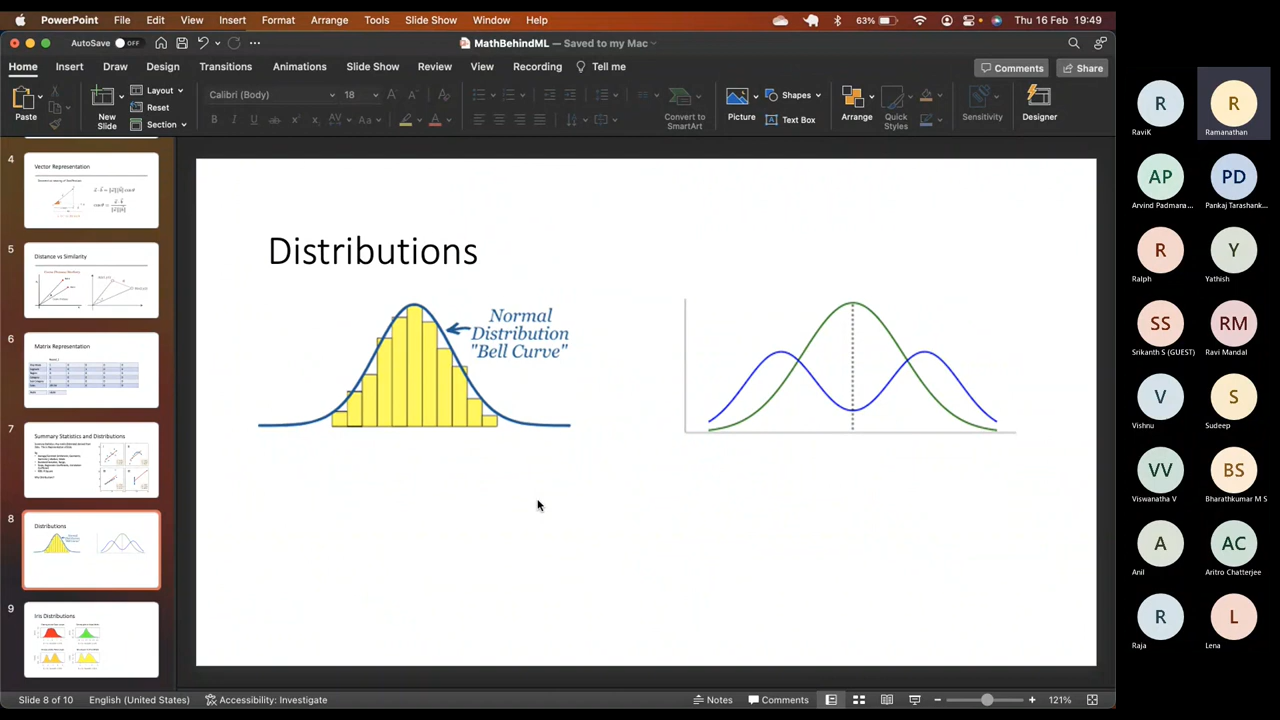 PowerPoint File Edit View Insert Format Arrange Tools Slide Show Window Help 63% Thu 16 Feb 19:49
AutoSave OFF MathBehindML — Saved to my Mac
Home Insert Draw Design Transitions Animations Slide Show Review View Recording Tell me Comments Share
Paste
New Slide
Layout
Reset
Section
Calibri (Body) 18
Convert to SmartArt
Picture
Shapes
Text Box
Arrange
Quick Styles
Sensitivity
Designer
4
Vector Representation
5
Distance vs Similarity
6
Matrix Representation
7
Summary Statistics and Distributions
8
Distributions
9
Iris Distributions
Distributions
Normal
Distribution
"Bell Curve"
R
RaviK
R
Ramanathan
AP
Arvind Padmana...
PD
Pankaj Tarashank...
R
Ralph
Y
Yathish
SS
Srikanth S (GUEST)
RM
Ravi Mandal
V
Vishnu
S
Sudeep
VV
Viswanatha V
BS
Bharathkumar M S
A
Anil
AC
Aritro Chatterjee
R
Raja
L
Lena
Slide 8 of 10 English (United States) Accessibility: Investigate Notes Comments 121%